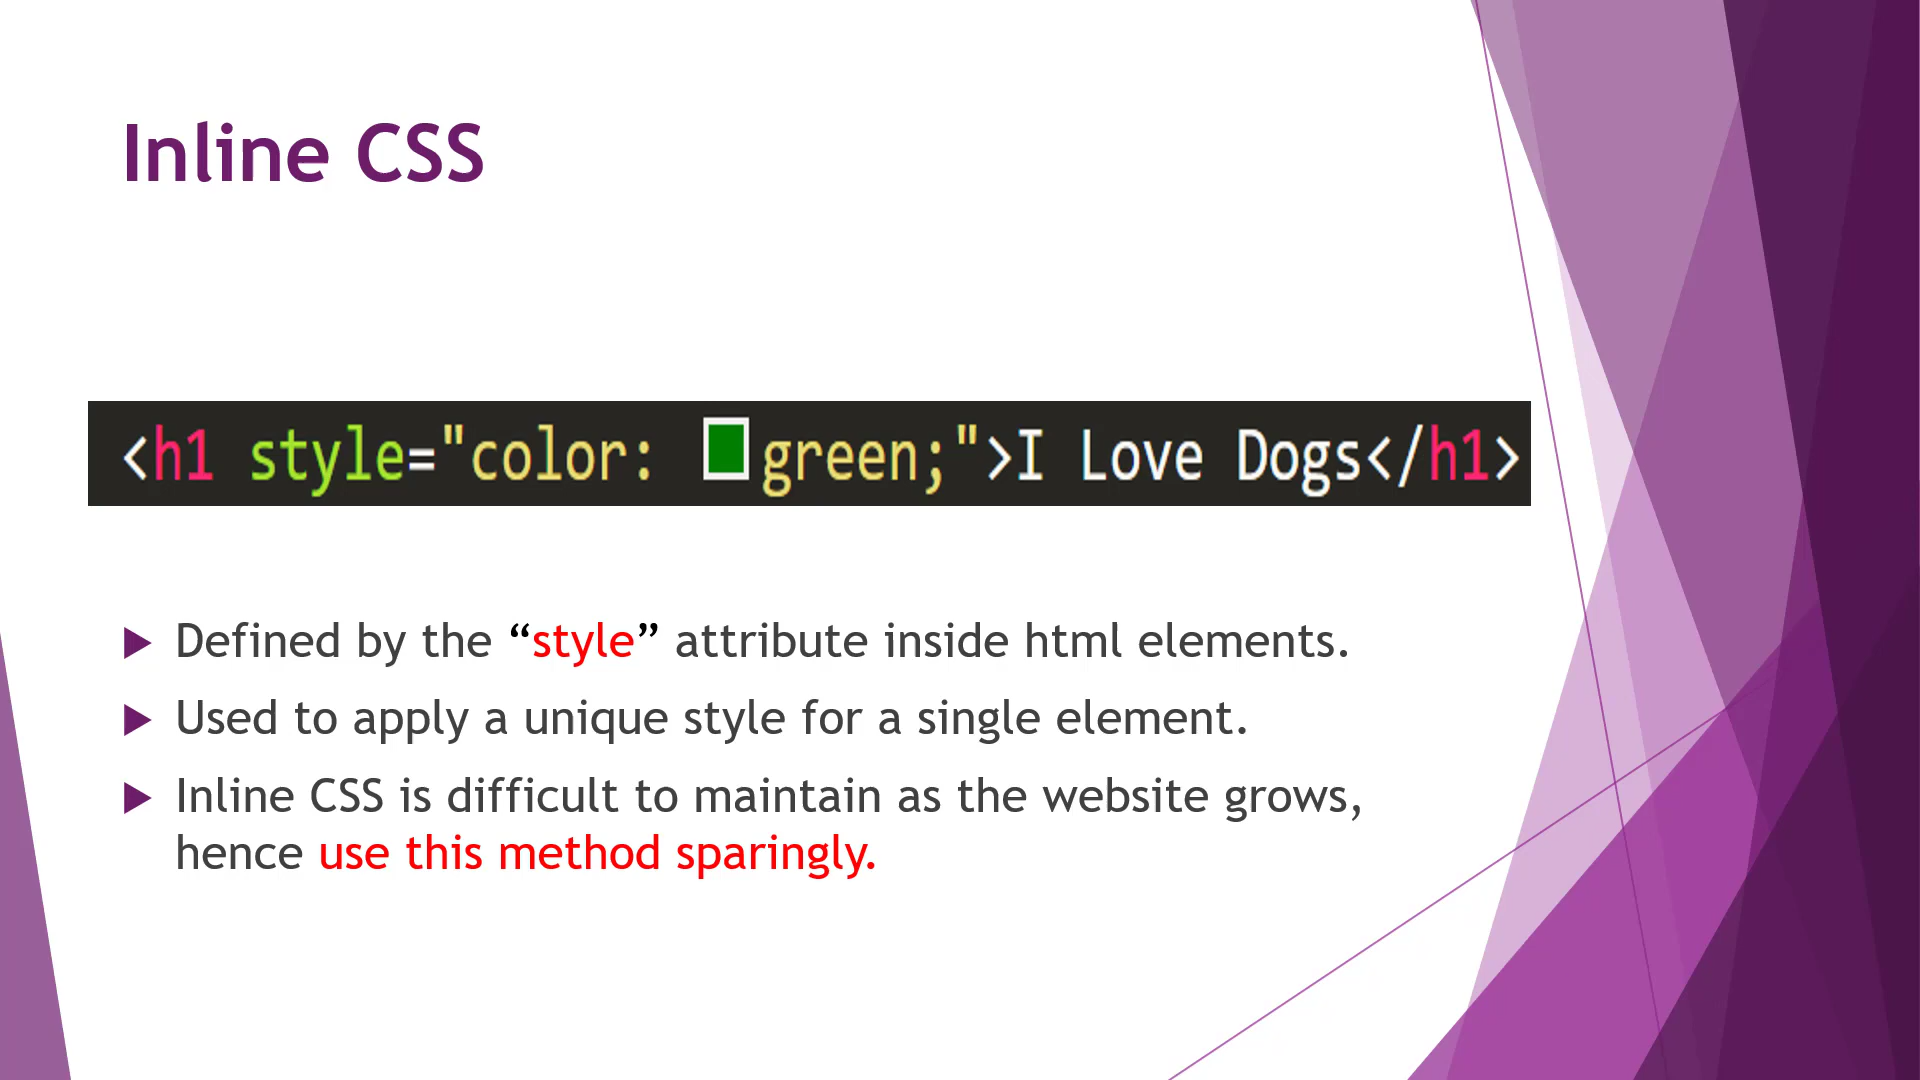 Inline CSS
<h1 style="color: green;">I Love Dogs</h1>
Defined by the “style” attribute inside html elements.
Used to apply a unique style for a single element.
Inline CSS is difficult to maintain as the website grows,
hence use this method sparingly.